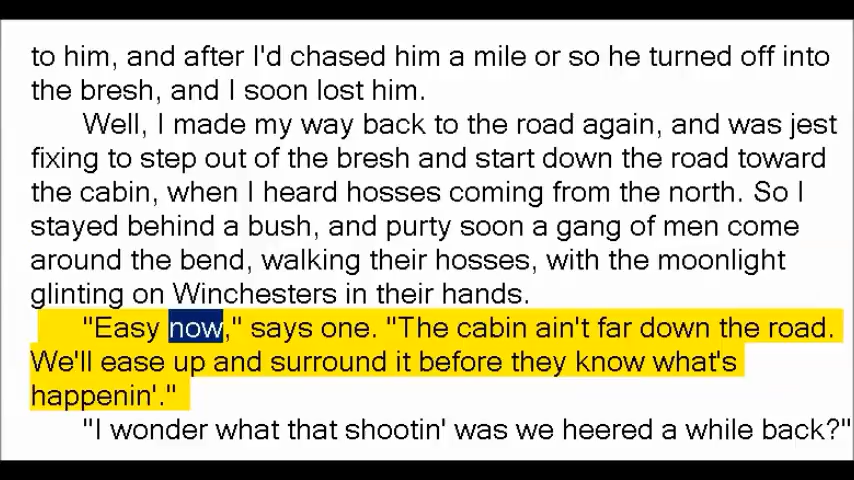 to him, and after I'd chased him a mile or so he turned off into
the bresh, and I soon lost him.
Well, I made my way back to the road again, and was jest
fixing to step out of the bresh and start down the road toward
the cabin, when I heard hosses coming from the north. So I
stayed behind a bush, and purty soon a gang of men come
around the bend, walking their hosses, with the moonlight
glinting on Winchesters in their hands.
"Easy now," says one. "The cabin ain't far down the road.
We'll ease up and surround it before they know what's
happenin'."
"I wonder what that shootin' was we heered a while back?"